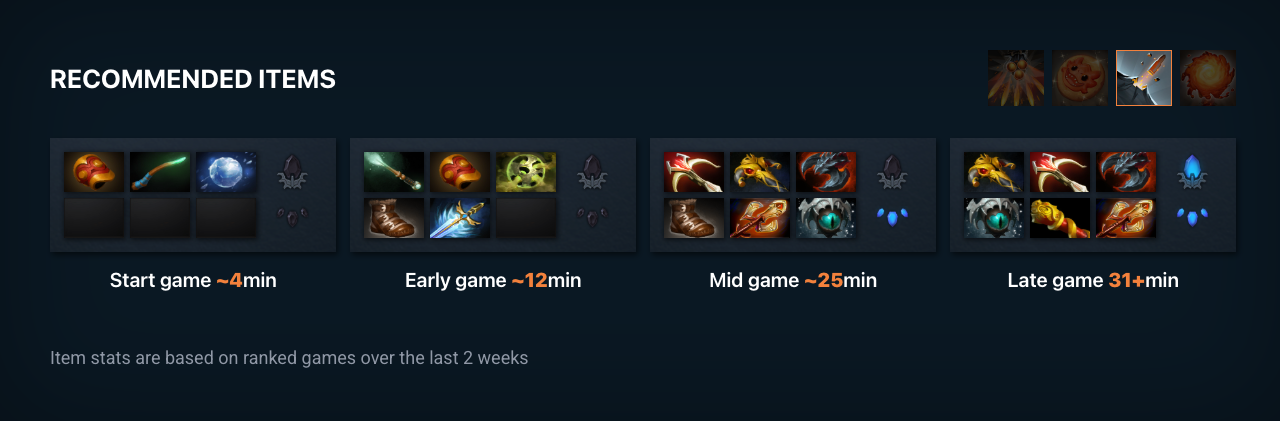 RECOMMENDED ITEMS
Start game ~4min
Early game ~12min
Mid game ~25min
Late game 31+min
Item stats are based on ranked games over the last 2 weeks